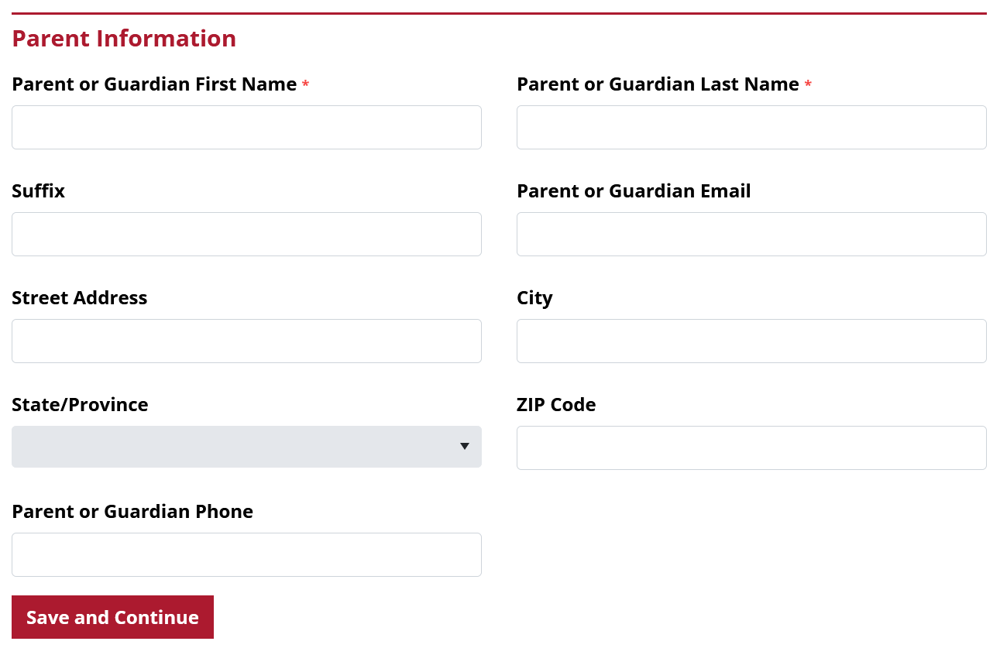 Parent Information
Parent or Guardian First Name *
Parent or Guardian Last Name *
Suffix
Parent or Guardian Email
Street Address
City
State/Province
ZIP Code
Parent or Guardian Phone
Save and Continue